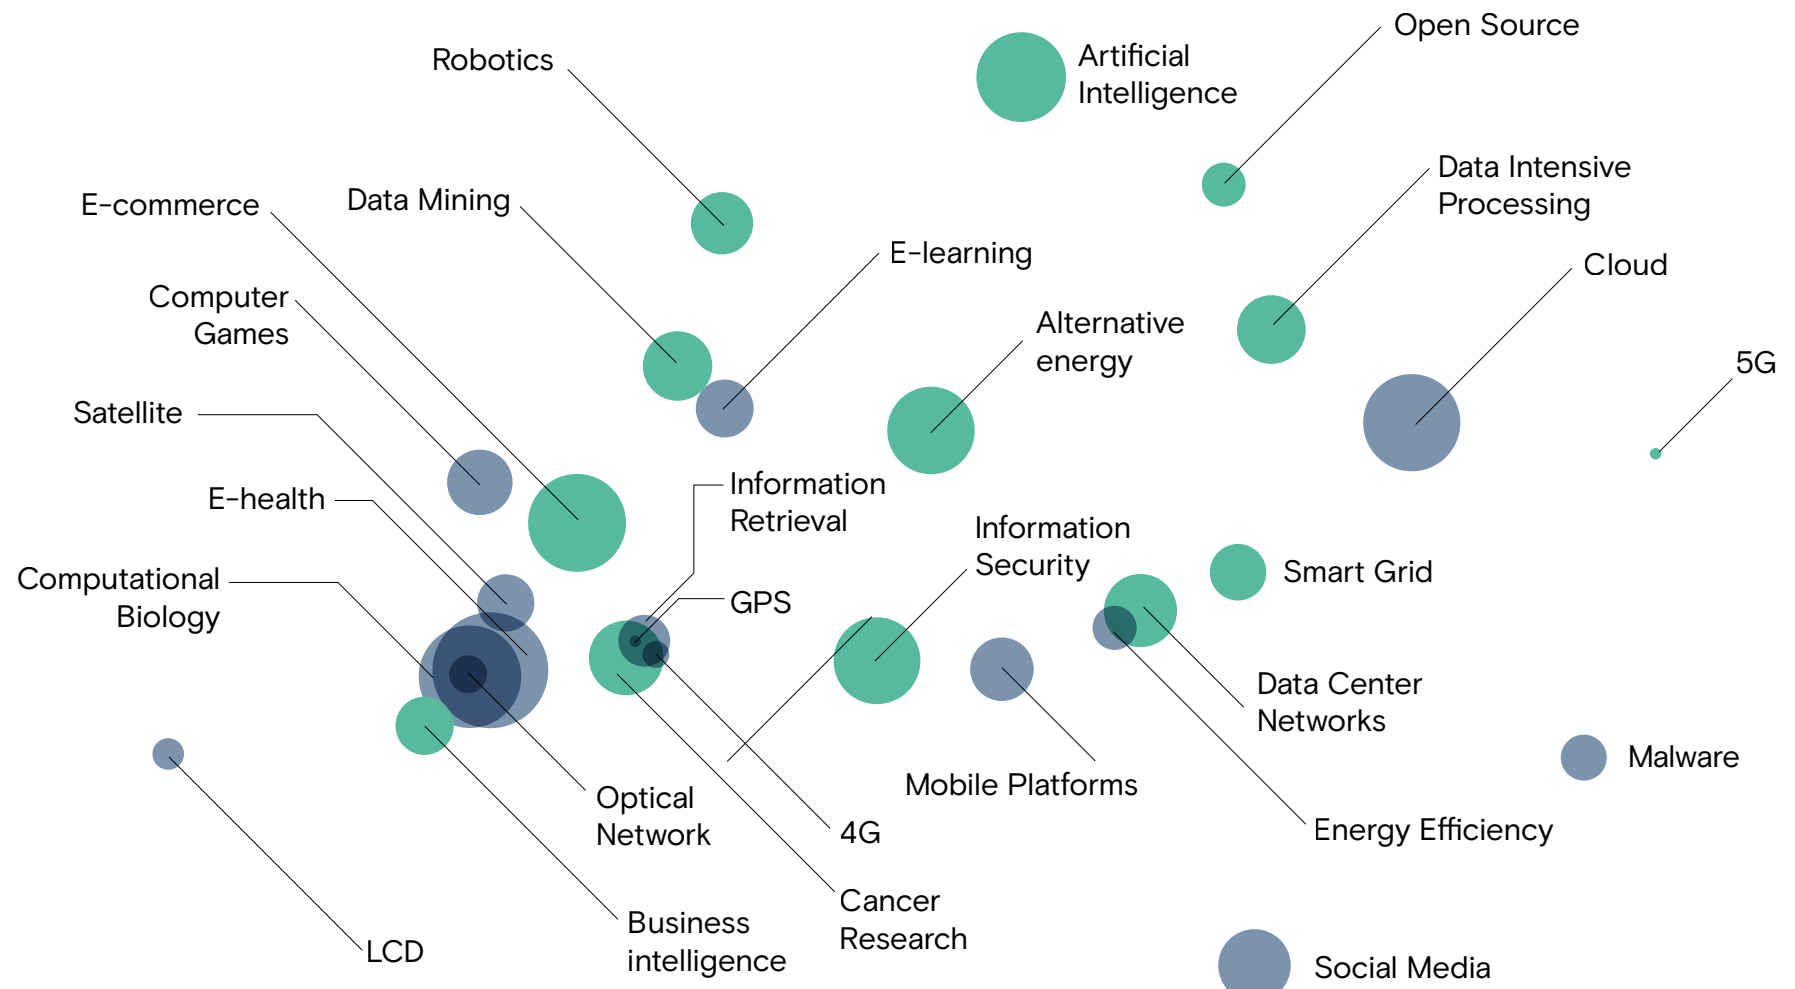 Open Source
Robotics
Artificial
Intelligence
Data Intensive
Processing
E-commerce
Data Mining
E-learning
Cloud
Computer
Games
Alternative
energy
5G
Satellite
E-health
Information
Retrieval
Information
Security
Smart Grid
Computational
Biology
GPS
Data Center
Networks
Malware
Mobile Platforms
Optical
Network
4G
Energy Efficiency
Cancer
Research
Business
intelligence
LCD
Social Media